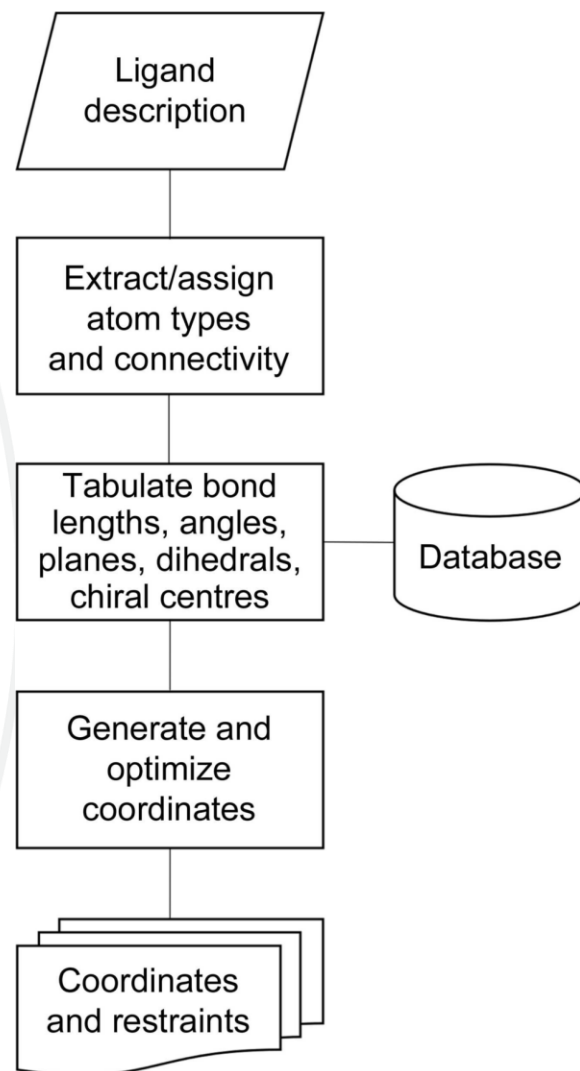 Ligand
description
Extract/assign
atom types
and connectivity
Tabulate bond
lengths, angles,
planes, dihedrals,
chiral centres
Database
Generate and
optimize
coordinates
Coordinates
and restraints